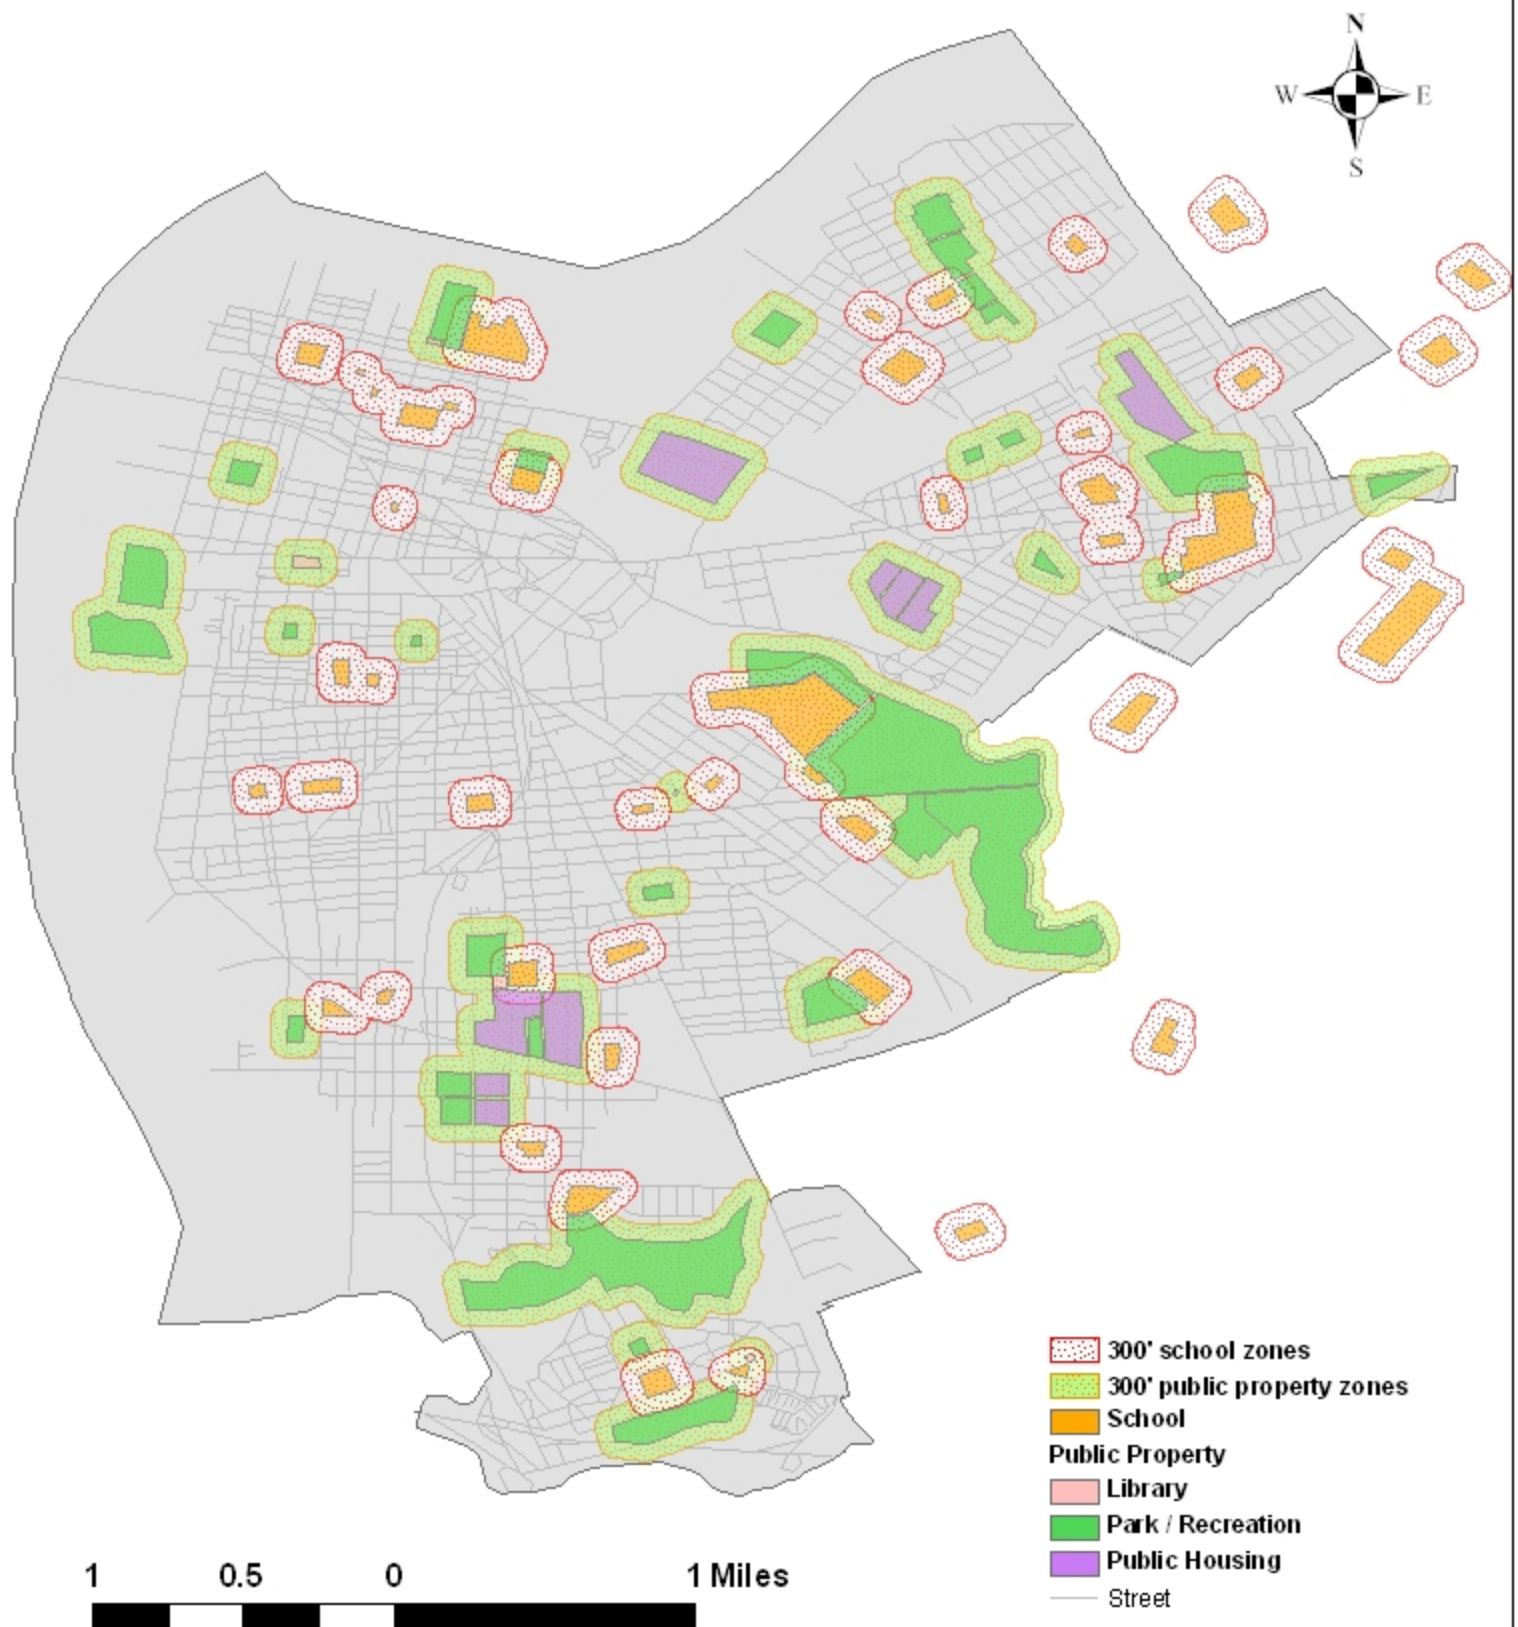 N
W E
S
300' school zones
300' public property zones
School
Public Property
Library
Park / Recreation
Public Housing
Street
1 0.5 0 1 Miles